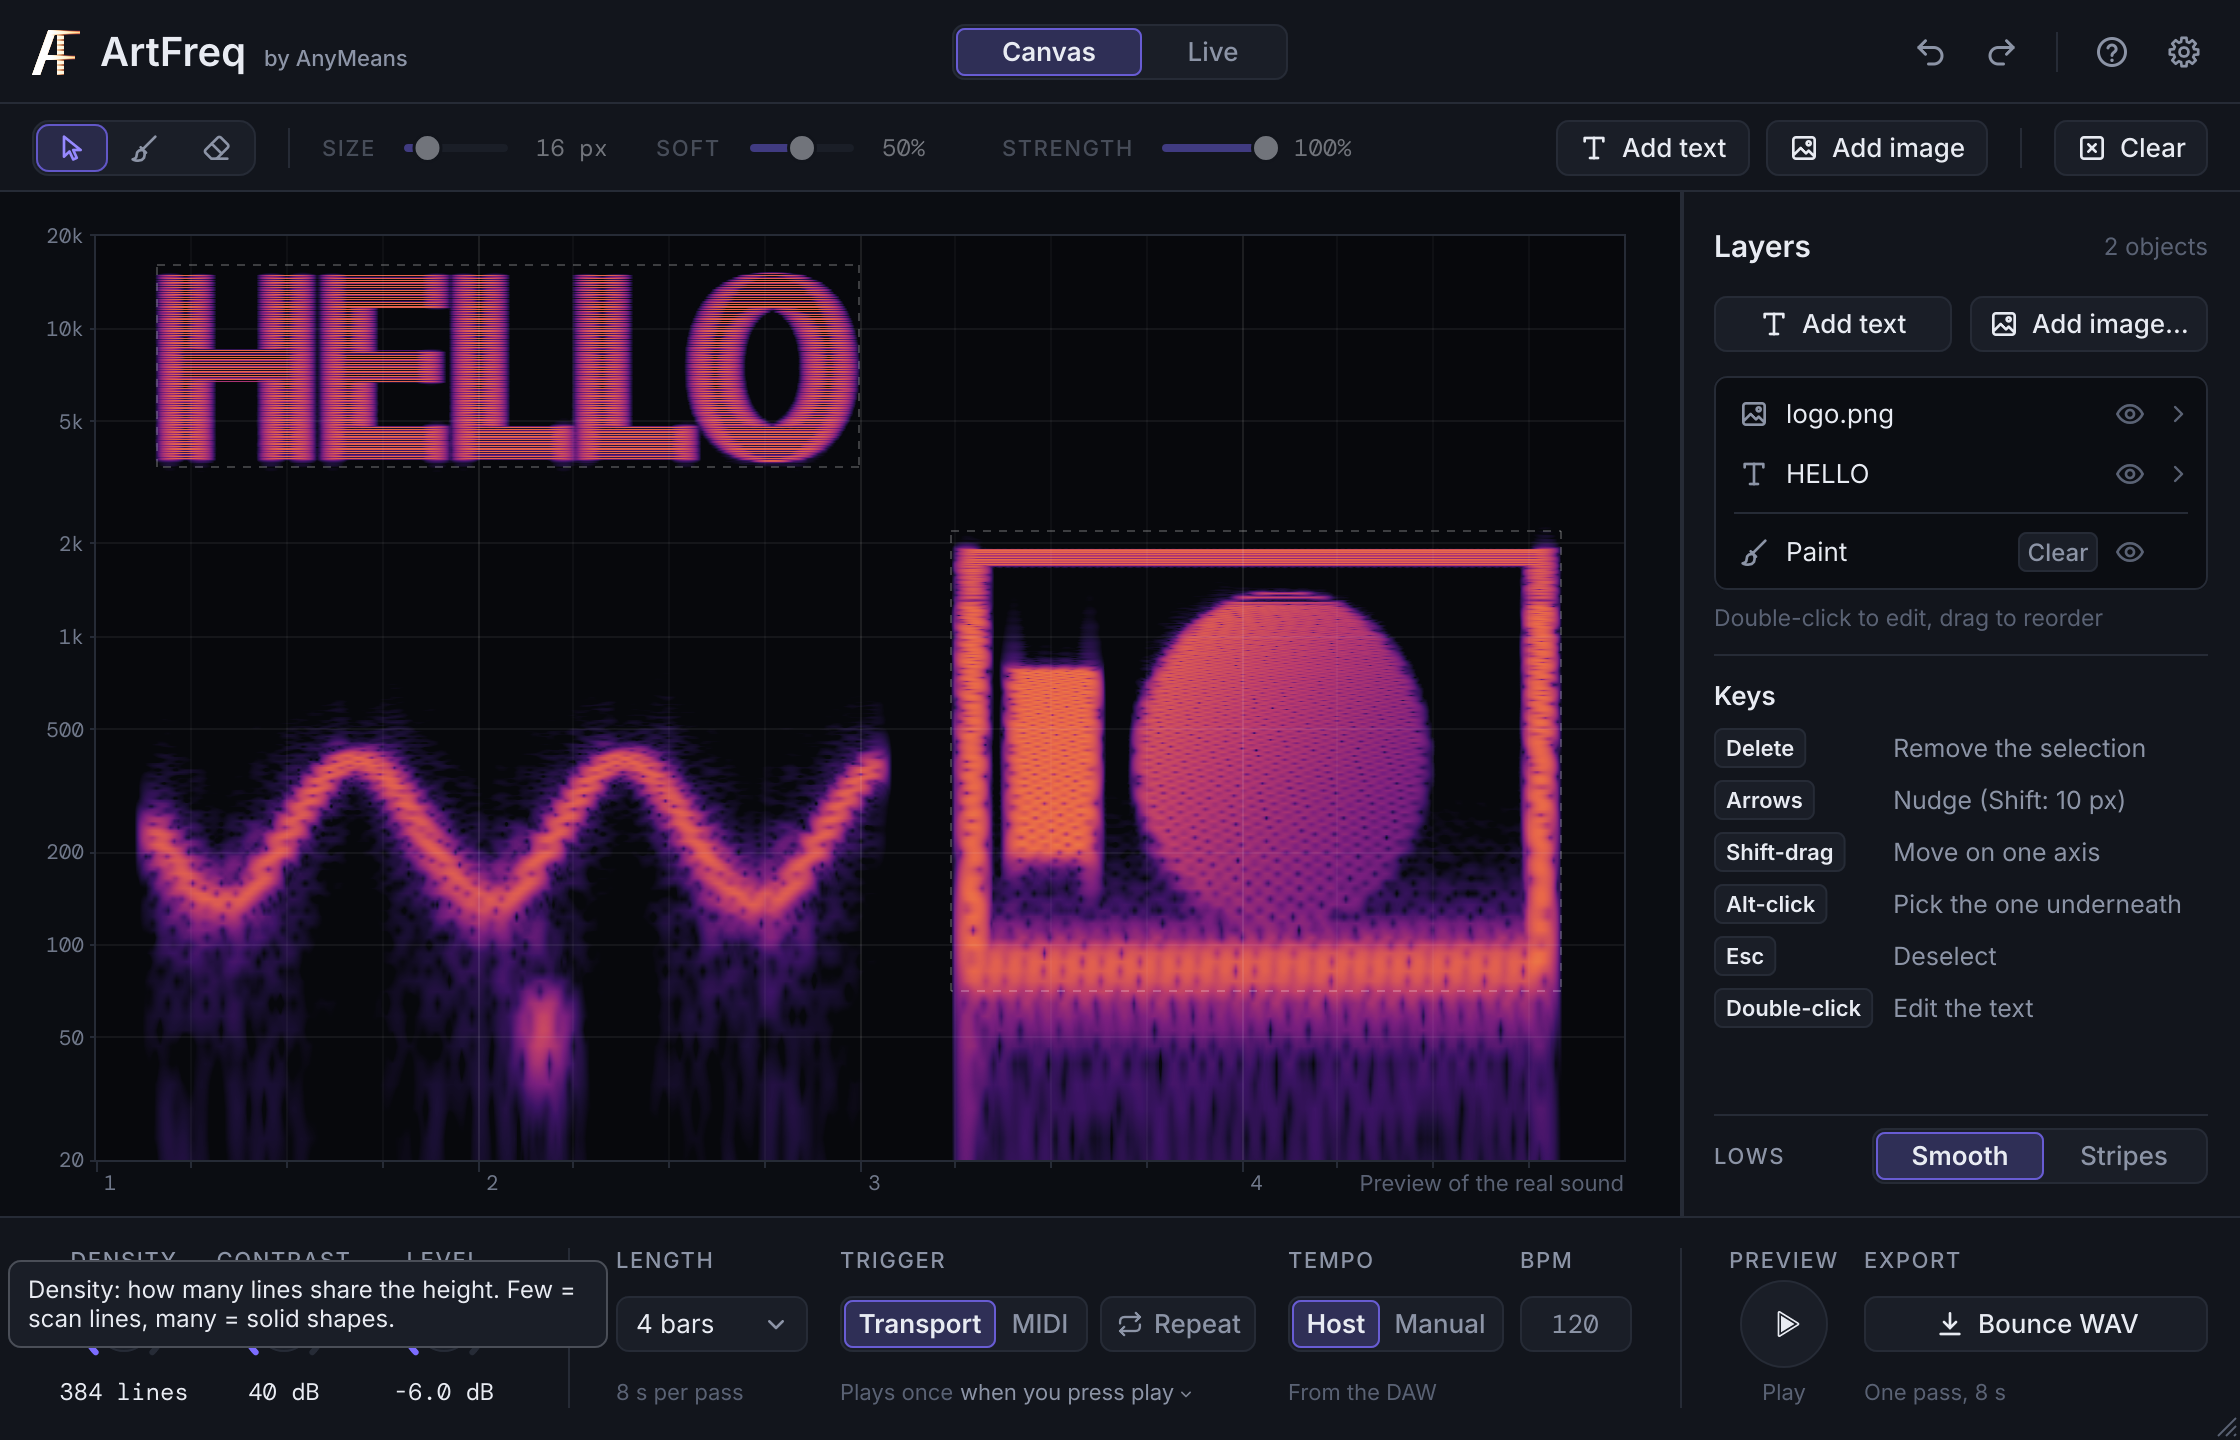 ArtFreq by AnyMeans
Canvas Live
SIZE 16 px SOFT 50% STRENGTH 100%
Add text Add image Clear
20k
10k
5k
2k
1k
500
200
100
50
20
HELLO
1 2 3 4 Preview of the real sound
Layers 2 objects
Add text Add image...
logo.png
HELLO
Paint Clear
Double-click to edit, drag to reorder
Keys
Delete Remove the selection
Arrows Nudge (Shift: 10 px)
Shift-drag Move on one axis
Alt-click Pick the one underneath
Esc Deselect
Double-click Edit the text
LOWS Smooth Stripes
DENSITY CONTRAST LEVEL
Density: how many lines share the height. Few =
scan lines, many = solid shapes.
384 lines 40 dB -6.0 dB
LENGTH
4 bars
8 s per pass
TRIGGER
Transport MIDI Repeat
Plays once when you press play
TEMPO BPM
Host Manual 120
From the DAW
PREVIEW
Play
EXPORT
Bounce WAV
One pass, 8 s